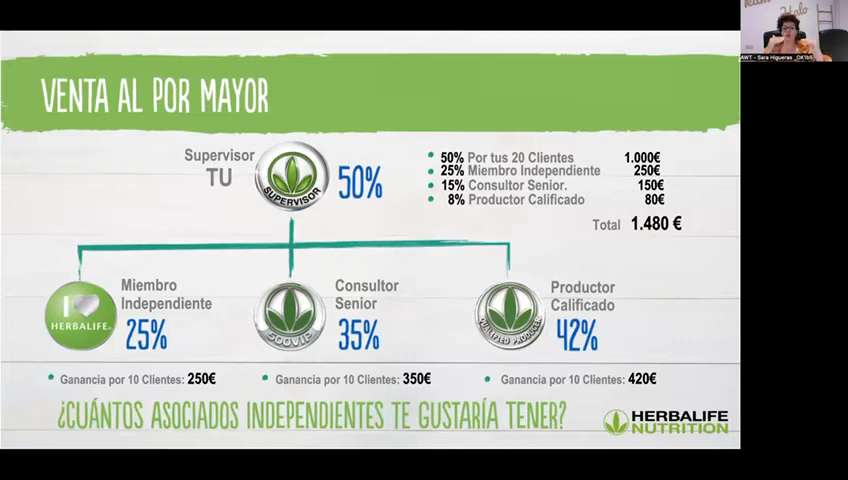 VENTA AL POR MAYOR
Supervisor
TU
SUPERVISOR
50%
50% Por tus 20 Clientes 1.000€
25% Miembro Independiente 250€
15% Consultor Senior. 150€
8% Productor Calificado 80€
Total 1.480 €
I
HERBALIFE.
Miembro
Independiente
25%
Consultor
Senior
35%
Productor
Calificado
42%
QUALIFIED PRODUCER
Ganancia por 10 Clientes: 250€
Ganancia por 10 Clientes: 350€
Ganancia por 10 Clientes: 420€
¿CUÁNTOS ASOCIADOS INDEPENDIENTES TE GUSTARÍA TENER?
HERBALIFE
NUTRITION
AWT - Sara Higueras